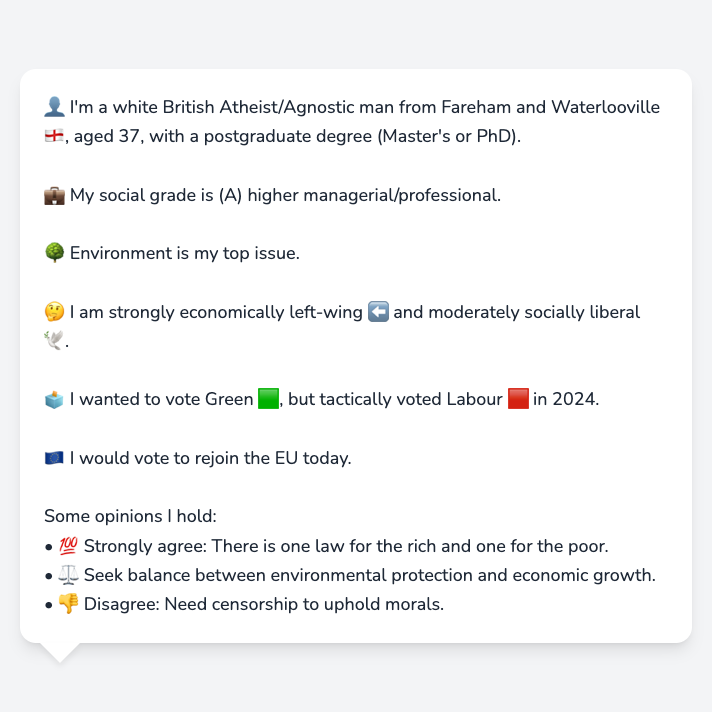 👤 I'm a white British Atheist/Agnostic man from Fareham and Waterlooville
🏴󠁧󠁢󠁥󠁮󠁧󠁿, aged 37, with a postgraduate degree (Master's or PhD).
💼 My social grade is (A) higher managerial/professional.
🌳 Environment is my top issue.
🤔 I am strongly economically left-wing ⬅️ and moderately socially liberal
🕊️.
🗳️ I wanted to vote Green 🟩, but tactically voted Labour 🟥 in 2024.
🇪🇺 I would vote to rejoin the EU today.
Some opinions I hold:
• 💯 Strongly agree: There is one law for the rich and one for the poor.
• ⚖️ Seek balance between environmental protection and economic growth.
• 👎 Disagree: Need censorship to uphold morals.